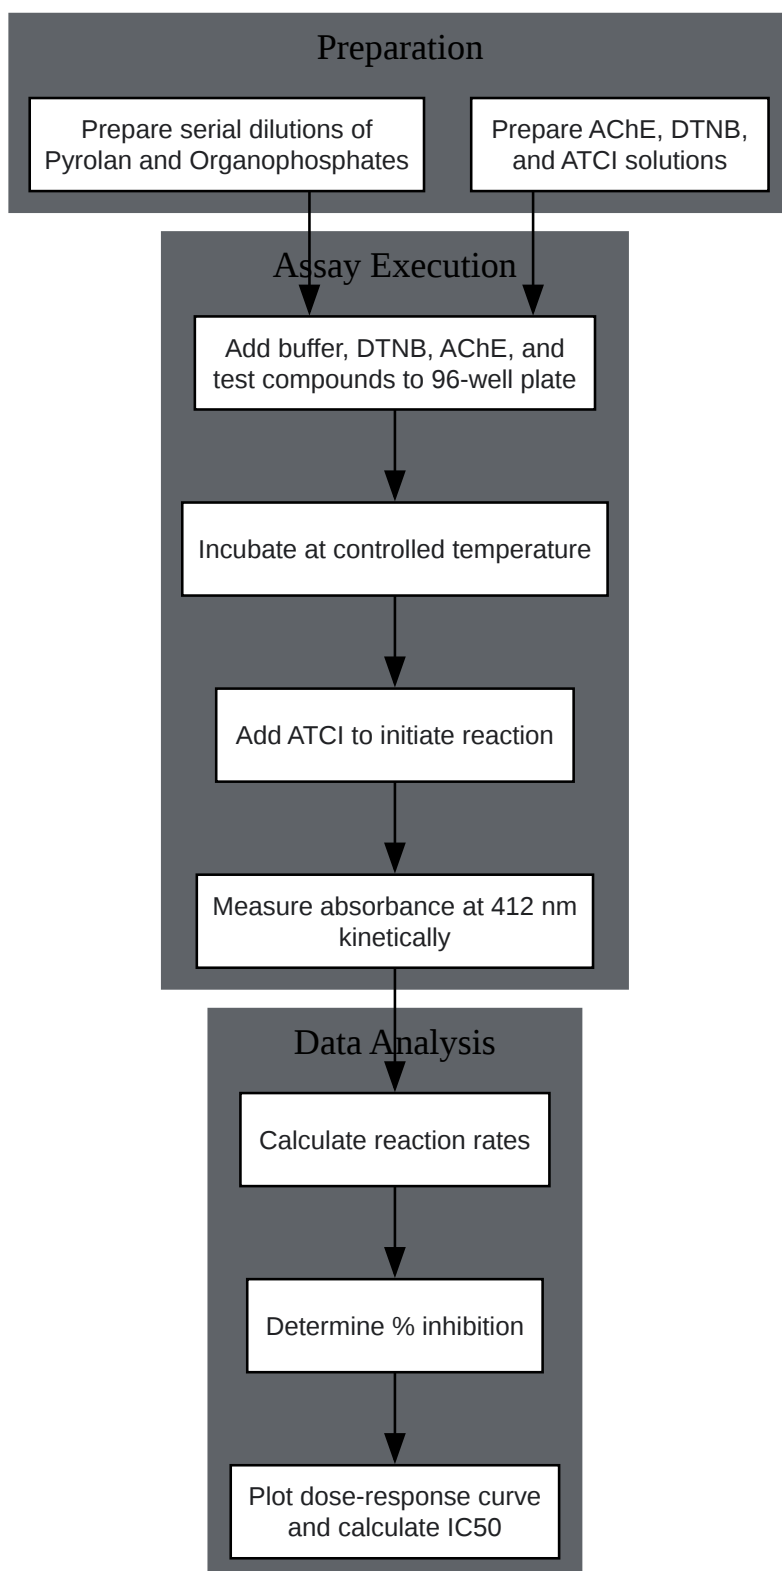 Preparation
Prepare serial dilutions of
Pyrolan and Organophosphates
Prepare AChE, DTNB,
and ATCI solutions
Assay Execution
Add buffer, DTNB, AChE, and
test compounds to 96-well plate
Incubate at controlled temperature
Add ATCI to initiate reaction
Measure absorbance at 412 nm
kinetically
Data Analysis
Calculate reaction rates
Determine % inhibition
Plot dose-response curve
and calculate IC50